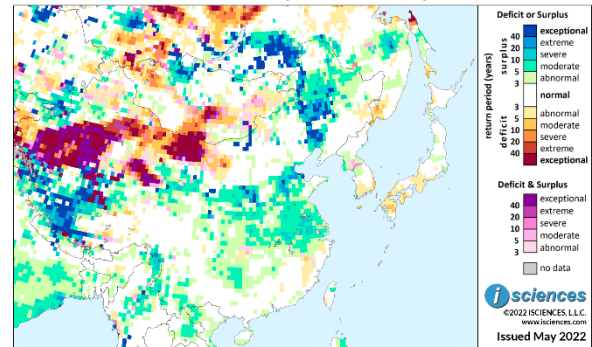 Deficit or Surplus
exceptional
40
extreme
20
severe
10
moderate
5
abnormal
3
normal
3
abnormal
5
moderate
10
severe
20
extreme
40
exceptional
return period (years)
deficit
surplus
Deficit & Surplus
exceptional
40
extreme
20
severe
10
moderate
5
abnormal
3
no data
i sciences
©2022 ISCIENCES, L.L.C.
www.isciences.com
Issued May 2022